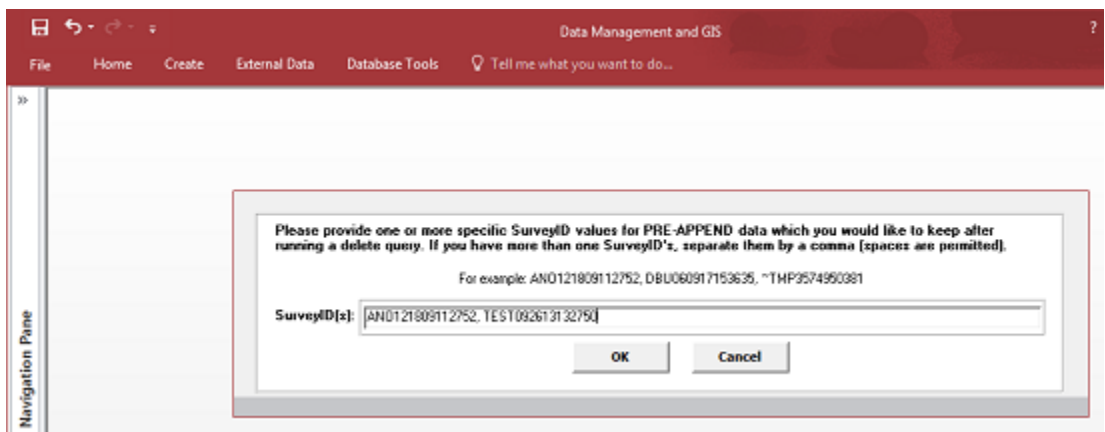 Data Management and GIS
?
File Home Create External Data Database Tools Tell me what you want to do...
»
Please provide one or more specific SurveyID values for PRE-APPEND data which you would like to keep after
running a delete query. If you have more than one SurveyID's, separate them by a comma (spaces are permitted).
For example: ANO121809112752, DBU060917153635, ~TMP3574950381
SurveyID(s): ANO121809112752, TEST092613132750
OK Cancel
Navigation Pane